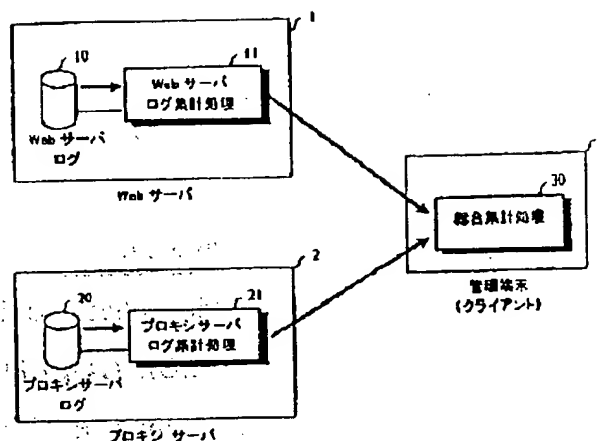 1
10
11
Web サーバ
ログ集計処理
Web サーバ
ログ
Web サーバ
30
総合集計処理
管理端末
(クライアント)
2
20
21
プロキシサーバ
ログ集計処理
プロキシサーバ
ログ
プロキシ サーバ